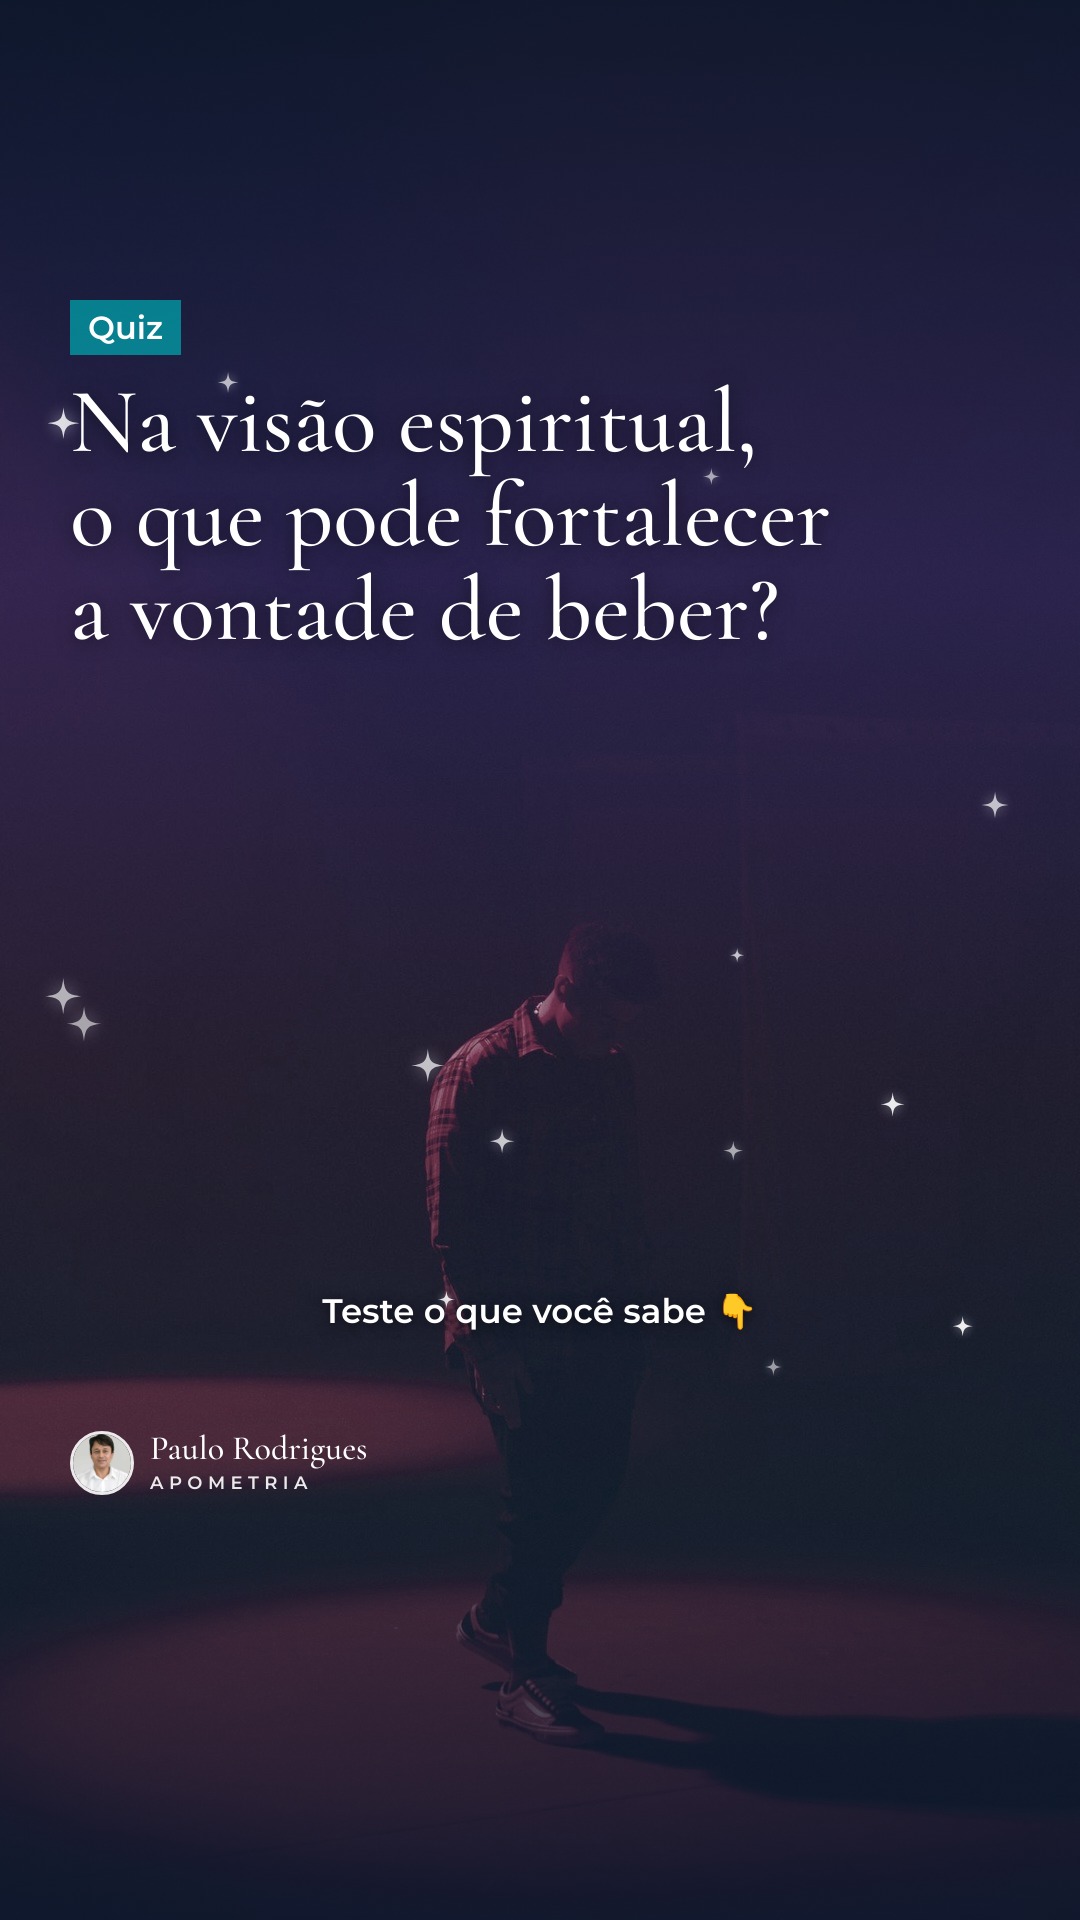 Quiz
Na visão espiritual,
o que pode fortalecer
a vontade de beber?
Teste o que você sabe 👇
Paulo Rodrigues
APOMETRIA